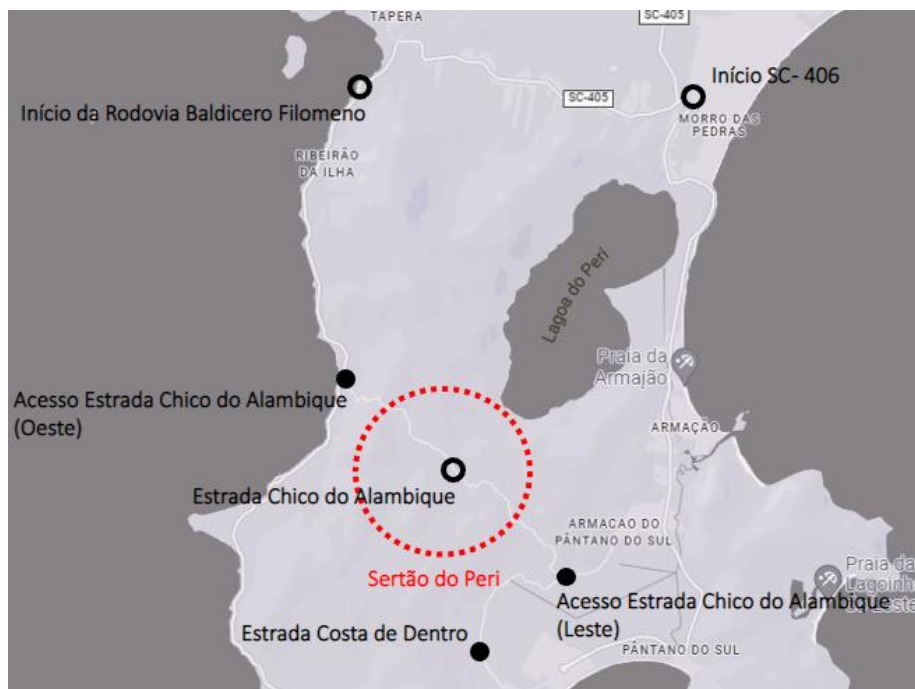 TAPERA
SC-405
Início SC- 406
Início da Rodovia Baldicero Filomeno
SC-405
MORRO DAS
PEDRAS
RIBEIRÃO
DA ILHA
Lagoa do Peri
Praia da
Armajão
Acesso Estrada Chico do Alambique
(Oeste)
ARMAÇÃO
Estrada Chico do Alambique
ARMACAO DO
PÂNTANO DO SUL
Sertão do Peri
Praia da
Lagoinha
do Leste
Acesso Estrada Chico do Alambique
(Leste)
Estrada Costa de Dentro
PÂNTANO DO SUL